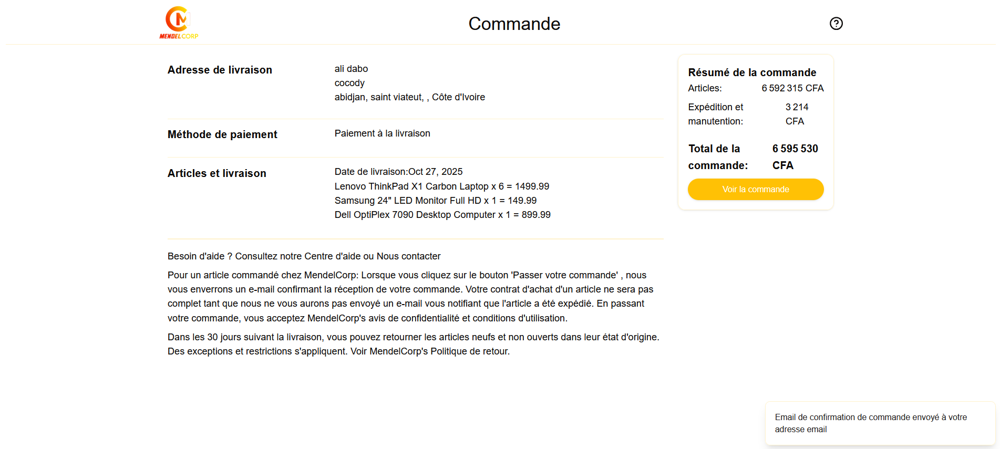 MENDELCORP
Commande
Adresse de livraison
ali dabo
cocody
abidjan, saint viateut, , Côte d'Ivoire
Méthode de paiement
Paiement à la livraison
Articles et livraison
Date de livraison:Oct 27, 2025
Lenovo ThinkPad X1 Carbon Laptop x 6 = 1499.99
Samsung 24" LED Monitor Full HD x 1 = 149.99
Dell OptiPlex 7090 Desktop Computer x 1 = 899.99
Besoin d'aide ? Consultez notre Centre d'aide ou Nous contacter
Pour un article commandé chez MendelCorp: Lorsque vous cliquez sur le bouton 'Passer votre commande' , nous
vous enverrons un e-mail confirmant la réception de votre commande. Votre contrat d'achat d'un article ne sera pas
complet tant que nous ne vous aurons pas envoyé un e-mail vous notifiant que l'article a été expédié. En passant
votre commande, vous acceptez MendelCorp's avis de confidentialité et conditions d'utilisation.
Dans les 30 jours suivant la livraison, vous pouvez retourner les articles neufs et non ouverts dans leur état d'origine.
Des exceptions et restrictions s'appliquent. Voir MendelCorp's Politique de retour.
Résumé de la commande
Articles: 6 592 315 CFA
Expédition et 3 214
manutention: CFA
Total de la 6 595 530
commande: CFA
Voir la commande
Email de confirmation de commande envoyé à votre
adresse email